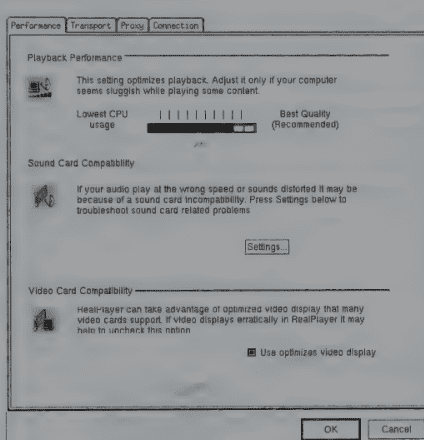 Performance Transport Proxy Connection
Playback Performance
This setting optimizes playback. Adjust it only if your computer
seems sluggish while playing some content.
Lowest CPU
usage
Best Quality
(Recommended)
Sound Card Compatibility
If your audio play at the wrong speed or sounds distorted it may be
because of a sound card incompatibility. Press Settings below to
troubleshoot sound card related problems
Settings...
Video Card Compatibility
RealPlayer can take advantage of optimized video display that many
video cards support. If video displays erratically in RealPlayer it may
help to uncheck this option
Use optimizes video display
OK Cancel